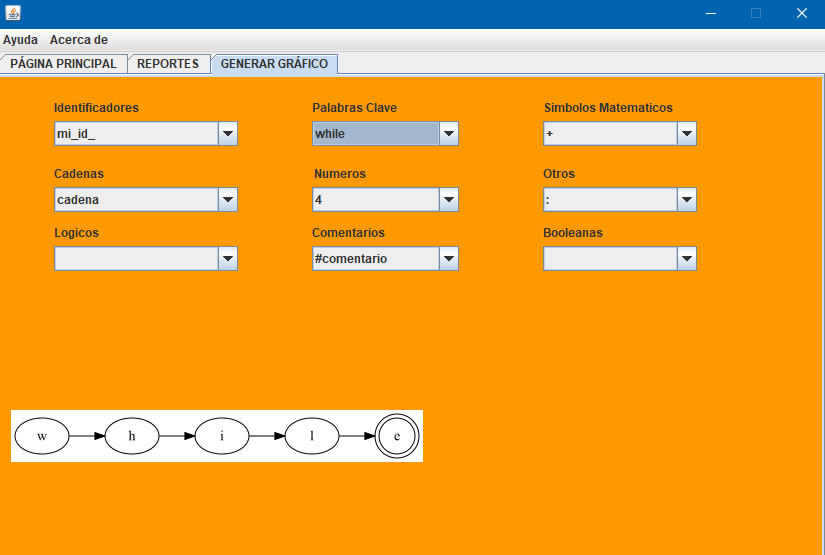 Ayuda Acerca de
PÁGINA PRINCIPAL REPORTES GENERAR GRÁFICO
Identificadores Palabras Clave Simbolos Matematicos
mi_id_ while +
Cadenas Numeros Otros
cadena 4 :
Logicos Comentarios Booleanas
#comentario
w h i l e